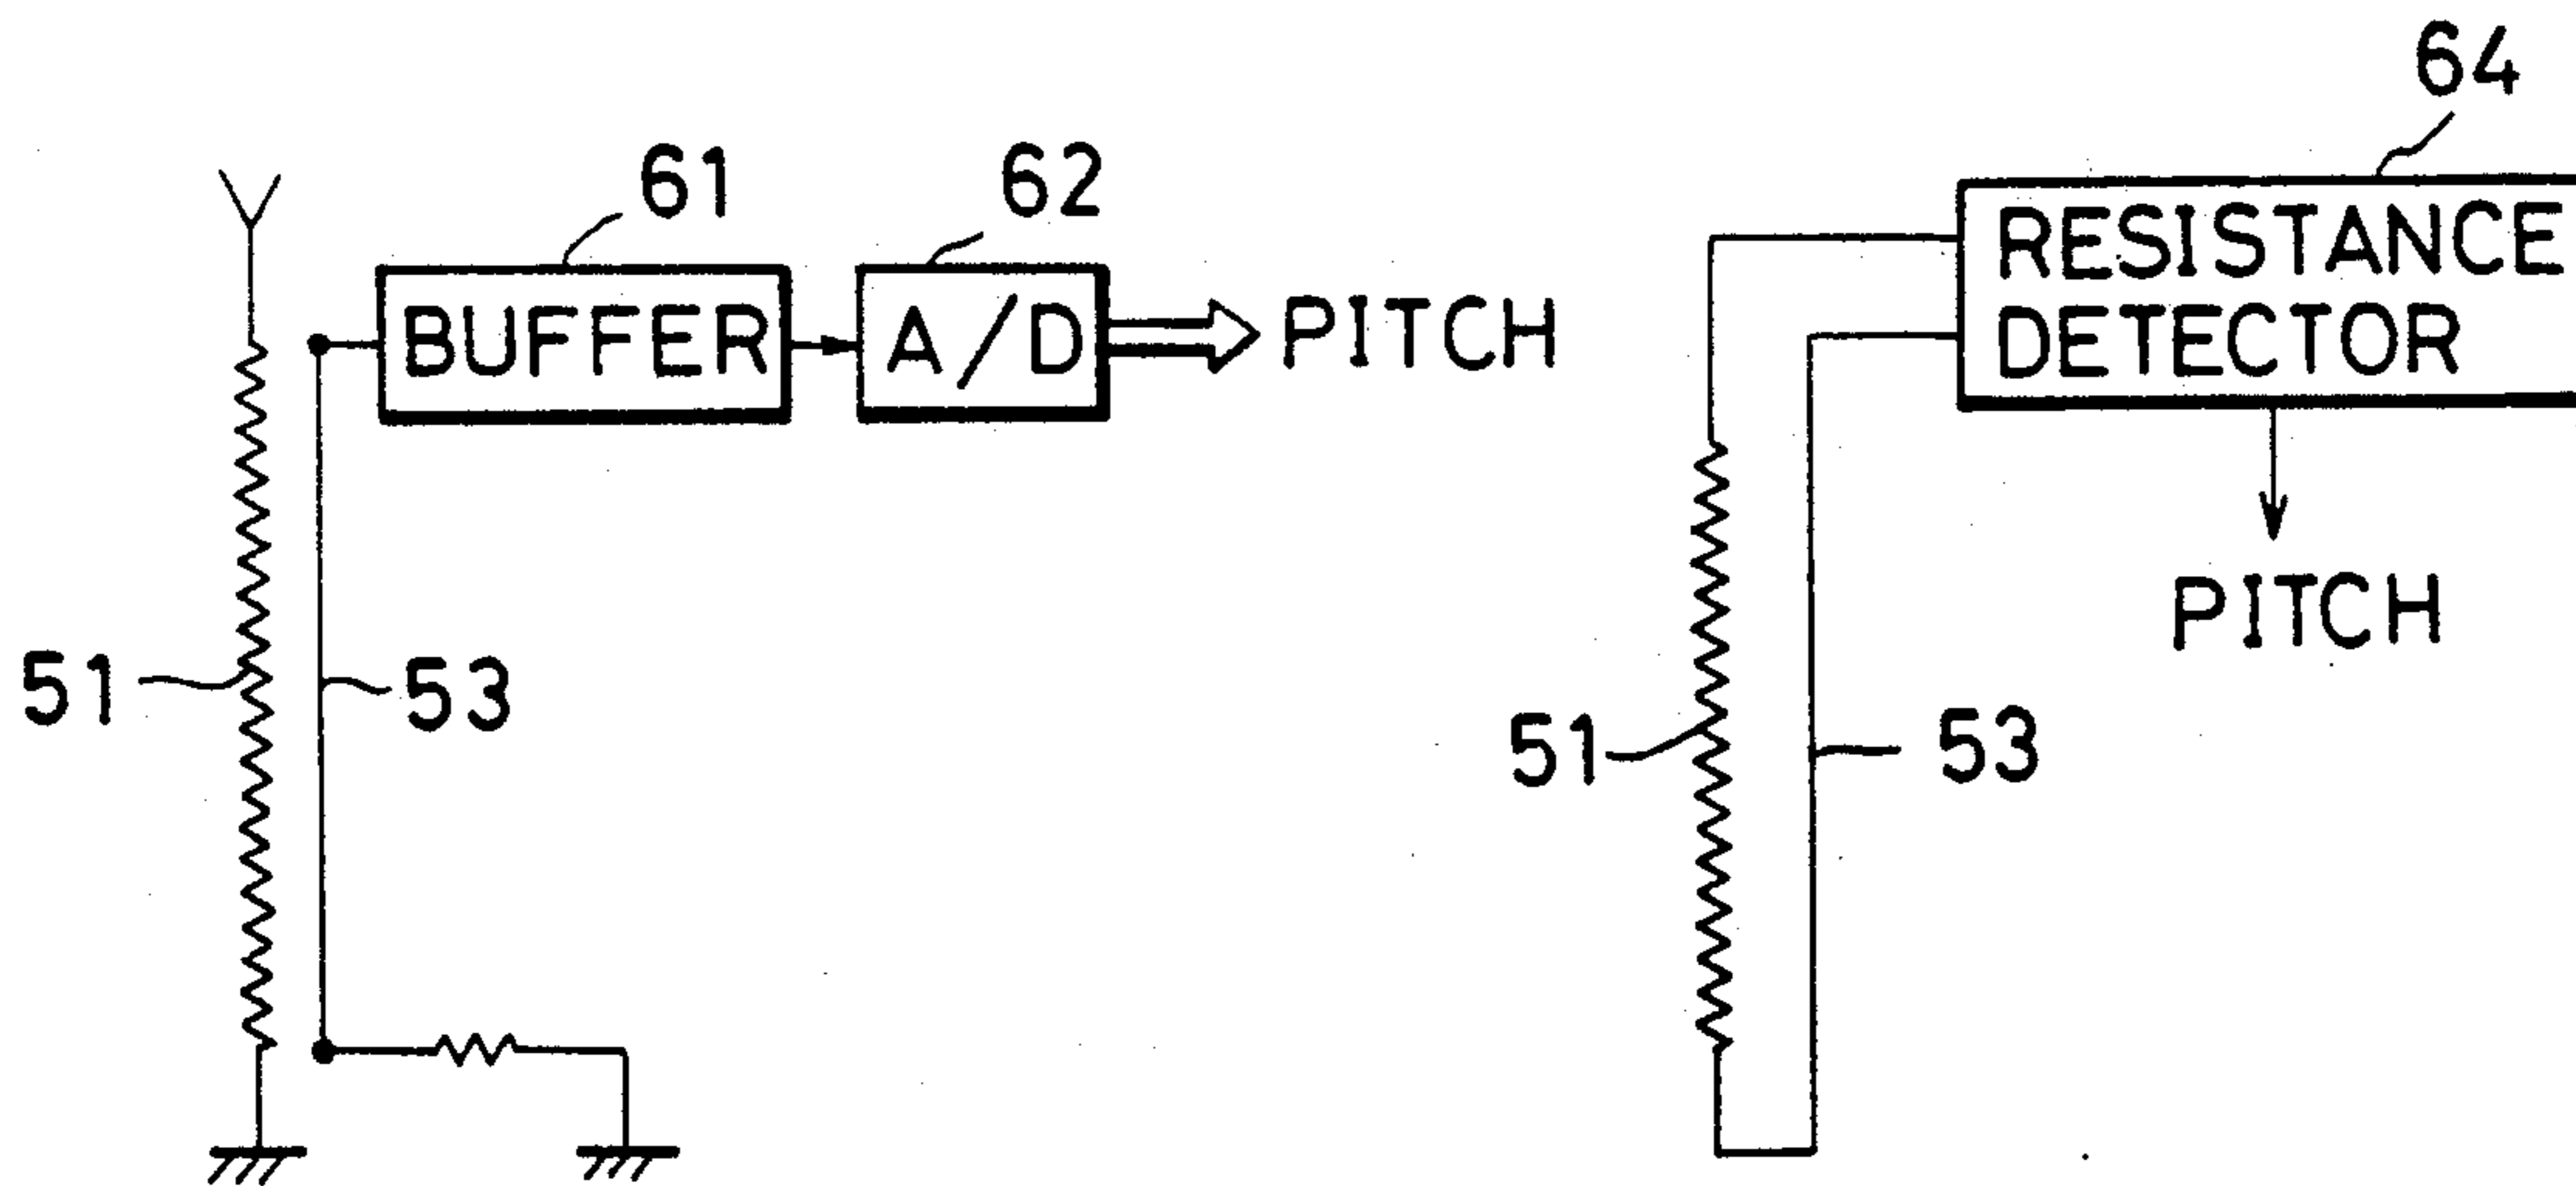 61
62
BUFFER
A/D
PITCH
51
53
64
RESISTANCE
DETECTOR
PITCH
51
53